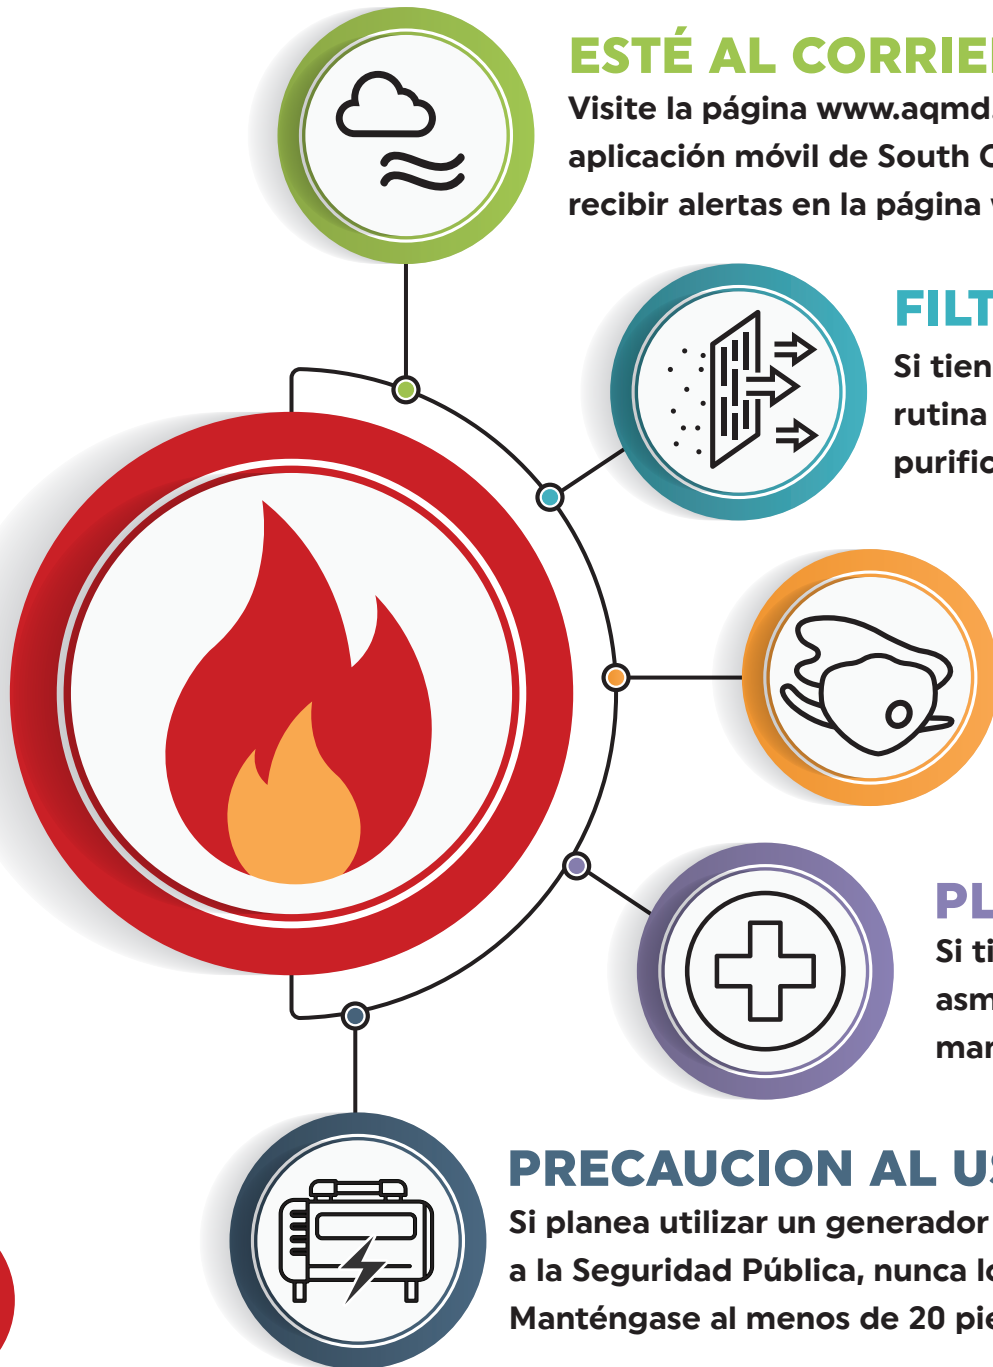 ESTÉ AL CORRIE
Visite la página www.aqmd.
aplicación móvil de South
recibir alertas en la página
FILT
Si tien
rutina
purific
PL
Si ti
asm
mar
PRECAUCION AL US
Si planea utilizar un generador
a la Seguridad Pública, nunca lo
Manténgase al menos de 20 pie